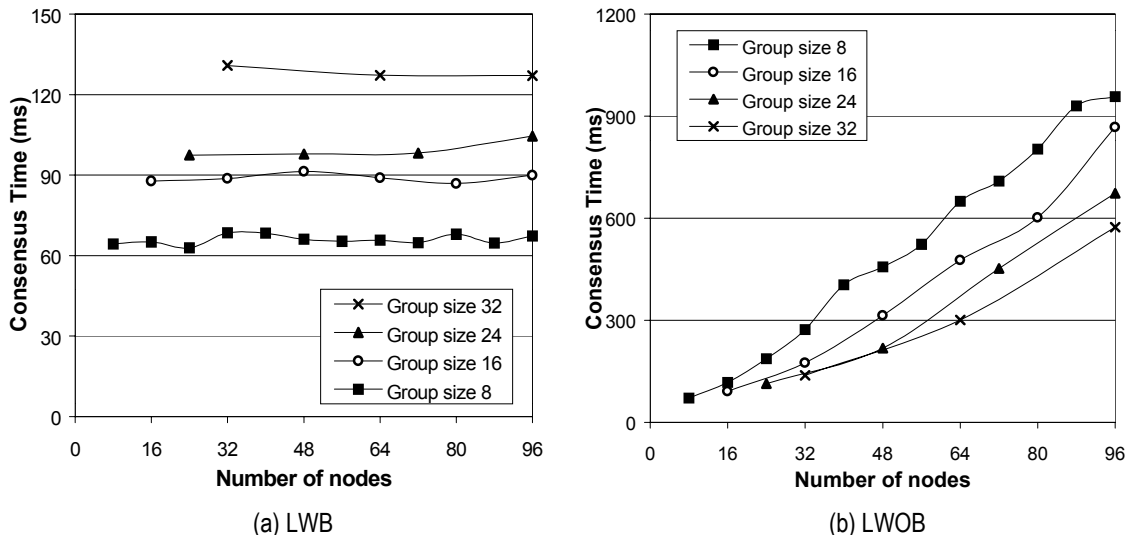 150
120
90
60
30
0
Consensus Time (ms)
Group size 32
Group size 24
Group size 16
Group size 8
0 16 32 48 64 80 96
Number of nodes
(a) LWB
1200
900
600
300
0
Consensus Time (ms)
Group size 8
Group size 16
Group size 24
Group size 32
0 16 32 48 64 80 96
Number of nodes
(b) LWOB